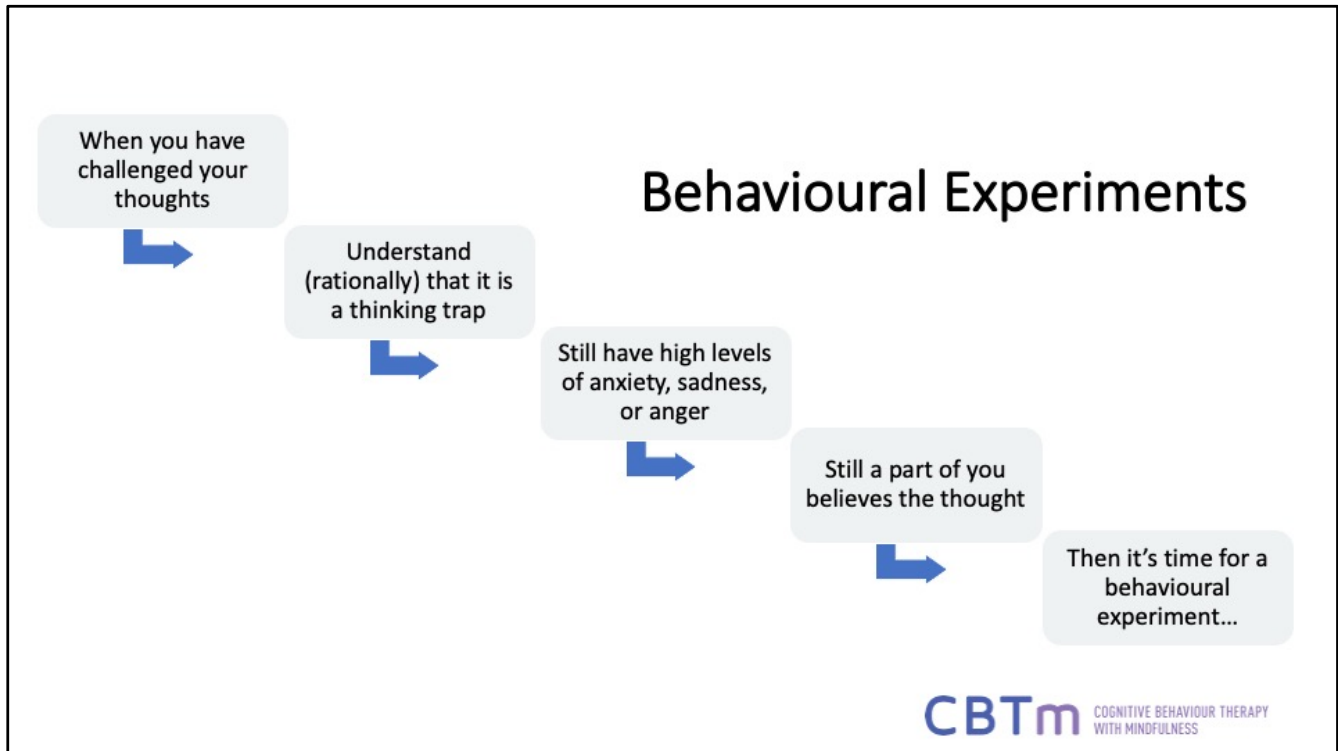 When you have
challenged your
thoughts
Behavioural Experiments
Understand
(rationally) that it is
a thinking trap
Still have high levels
of anxiety, sadness,
or anger
Still a part of you
believes the thought
Then it’s time for a
behavioural
experiment…
CBTm COGNITIVE BEHAVIOUR THERAPY
WITH MINDFULNESS